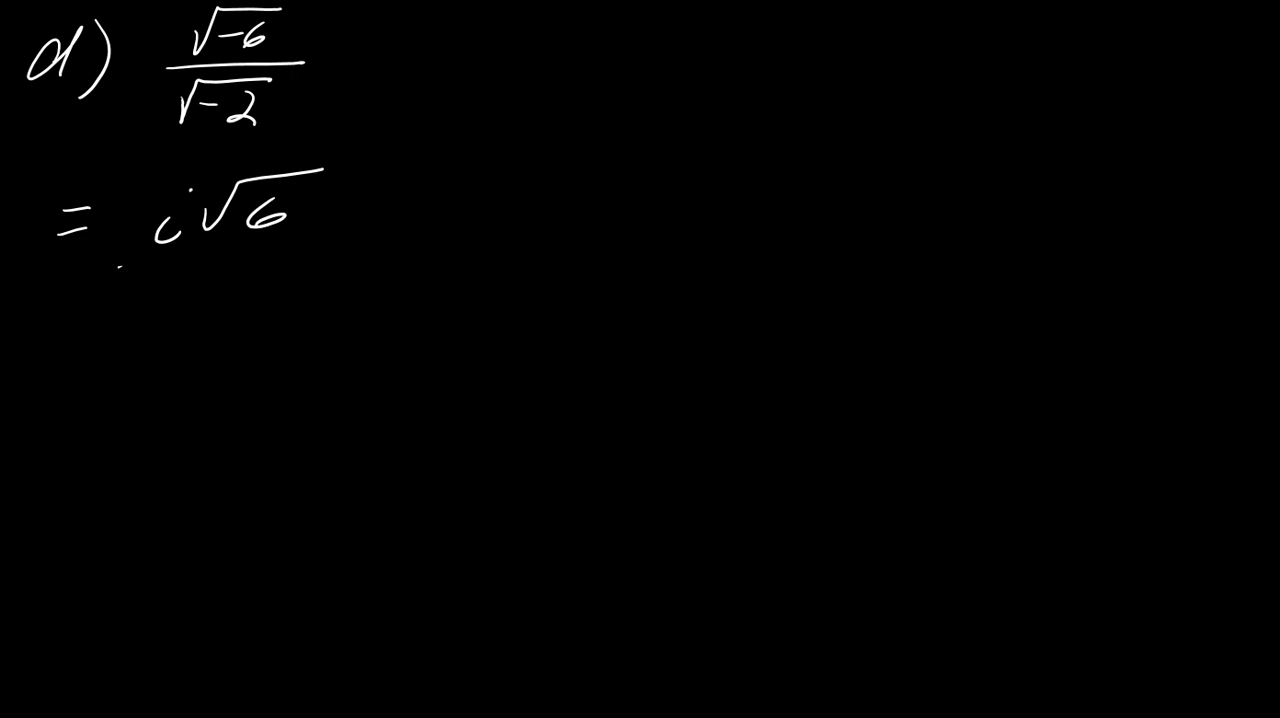 d) √-6
√-2
= i√6